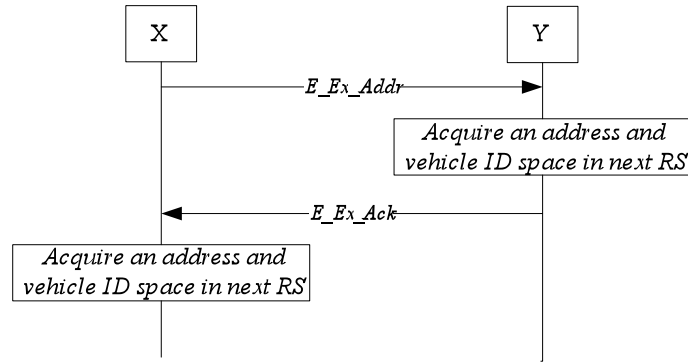 X
Y
E_Ex_Addr
Acquire an address and
vehicle ID space in next RS
E_Ex_Ack
Acquire an address and
vehicle ID space in next RS